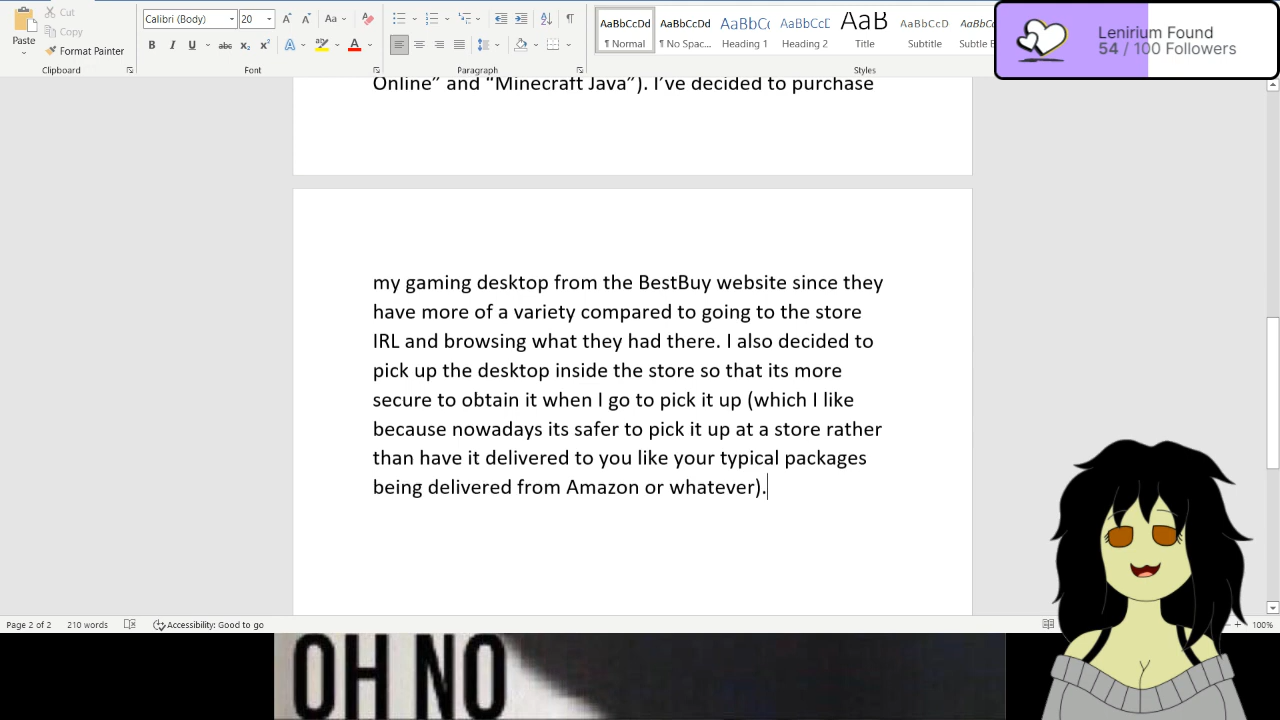 Cut
Copy
Paste
Format Painter
Clipboard
Calibri (Body)
20
Aa
B I U abc x2 x2 A A
Font
Paragraph
AaBbCcDd AaBbCcDd AaBbC( AaBbCcE AaB AaBbCcD AaBbCc
¶ Normal
¶ No Spac...
Heading 1
Heading 2
Title
Subtitle
Subtle E
Styles
Lenirium Found
54 / 100 Followers
Online” and “Minecraft Java”). I’ve decided to purchase
my gaming desktop from the BestBuy website since they
have more of a variety compared to going to the store
IRL and browsing what they had there. I also decided to
pick up the desktop inside the store so that its more
secure to obtain it when I go to pick it up (which I like
because nowadays its safer to pick it up at a store rather
than have it delivered to you like your typical packages
being delivered from Amazon or whatever).
Page 2 of 2
210 words
Accessibility: Good to go
100%
OH NO